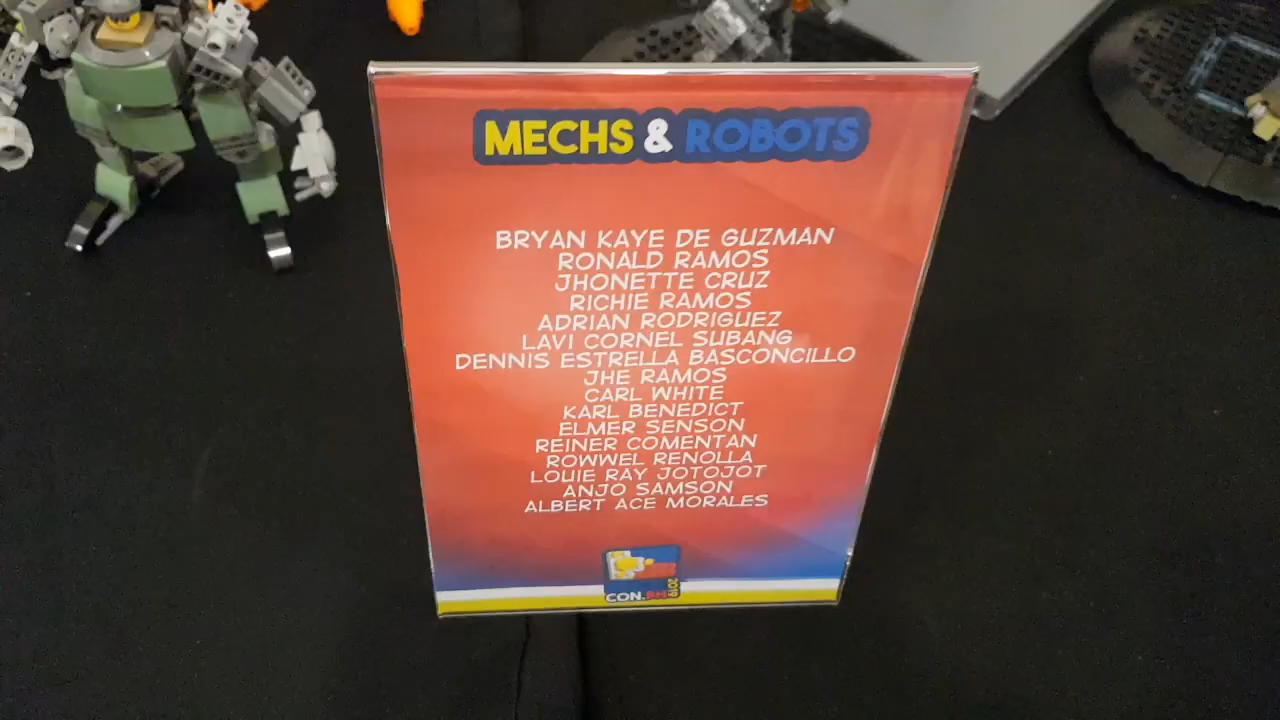 MECHS & ROBOTS
BRYAN KAYE DE GUZMAN
RONALD RAMOS
JHONETTE CRUZ
RICHIE RAMOS
ADRIAN RODRIGUEZ
LAVI CORNEL SUBANG
DENNIS ESTRELLA BASCONCILLO
JHE RAMOS
CARL WHITE
KARL BENEDICT
ELMER SENSON
REINER COMENTAN
ROWWEL RENOLLA
LOUIE RAY JOTOJOT
ANJO SAMSON
ALBERT ACE MORALES
CON.PH 2019